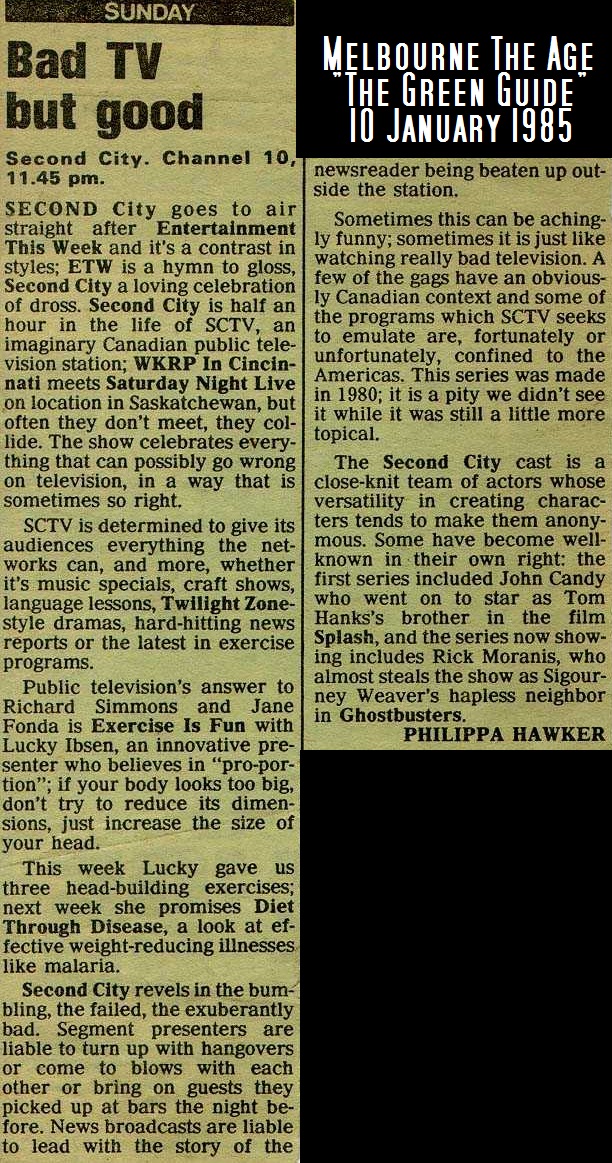 SUNDAY
Bad TV
but good
Second City. Channel 10,
11.45 pm.
SECOND City goes to air
straight after Entertainment
This Week and it's a contrast in
styles; ETW is a hymn to gloss,
Second City a loving celebration
of dross. Second City is half an
hour in the life of SCTV, an
imaginary Canadian public tele-
vision station; WKRP In Cincin-
nati meets Saturday Night Live
on location in Saskatchewan, but
often they don't meet, they col-
lide. The show celebrates every-
thing that can possibly go wrong
on television, in a way that is
sometimes so right.
SCTV is determined to give its
audiences everything the net-
works can, and more, whether
it's music specials, craft shows,
language lessons, Twilight Zone-
style dramas, hard-hitting news
reports or the latest in exercise
programs.
Public television's answer to
Richard Simmons and Jane
Fonda is Exercise Is Fun with
Lucky Ibsen, an innovative pre-
senter who believes in "pro-por-
tion"; if your body looks too big,
don't try to reduce its dimen-
sions, just increase the size of
your head.
This week Lucky gave us
three head-building exercises;
next week she promises Diet
Through Disease, a look at ef-
fective weight-reducing illnesses
like malaria.
Second City revels in the bum-
bling, the failed, the exuberantly
bad. Segment presenters are
liable to turn up with hangovers
or come to blows with each
other or bring on guests they
picked up at bars the night be-
fore. News broadcasts are liable
to lead with the story of the
Melbourne The Age
"The Green Guide"
10 January 1985
newsreader being beaten up out-
side the station.
Sometimes this can be aching-
ly funny; sometimes it is just like
watching really bad television. A
few of the gags have an obvious-
ly Canadian context and some of
the programs which SCTV seeks
to emulate are, fortunately or
unfortunately, confined to the
Americas. This series was made
in 1980; it is a pity we didn't see
it while it was still a little more
topical.
The Second City cast is a
close-knit team of actors whose
versatility in creating charac-
ters tends to make them anony-
mous. Some have become well-
known in their own right: the
first series included John Candy
who went on to star as Tom
Hanks's brother in the film
Splash, and the series now show-
ing includes Rick Moranis, who
almost steals the show as Sigour-
ney Weaver's hapless neighbor
in Ghostbusters.
PHILIPPA HAWKER